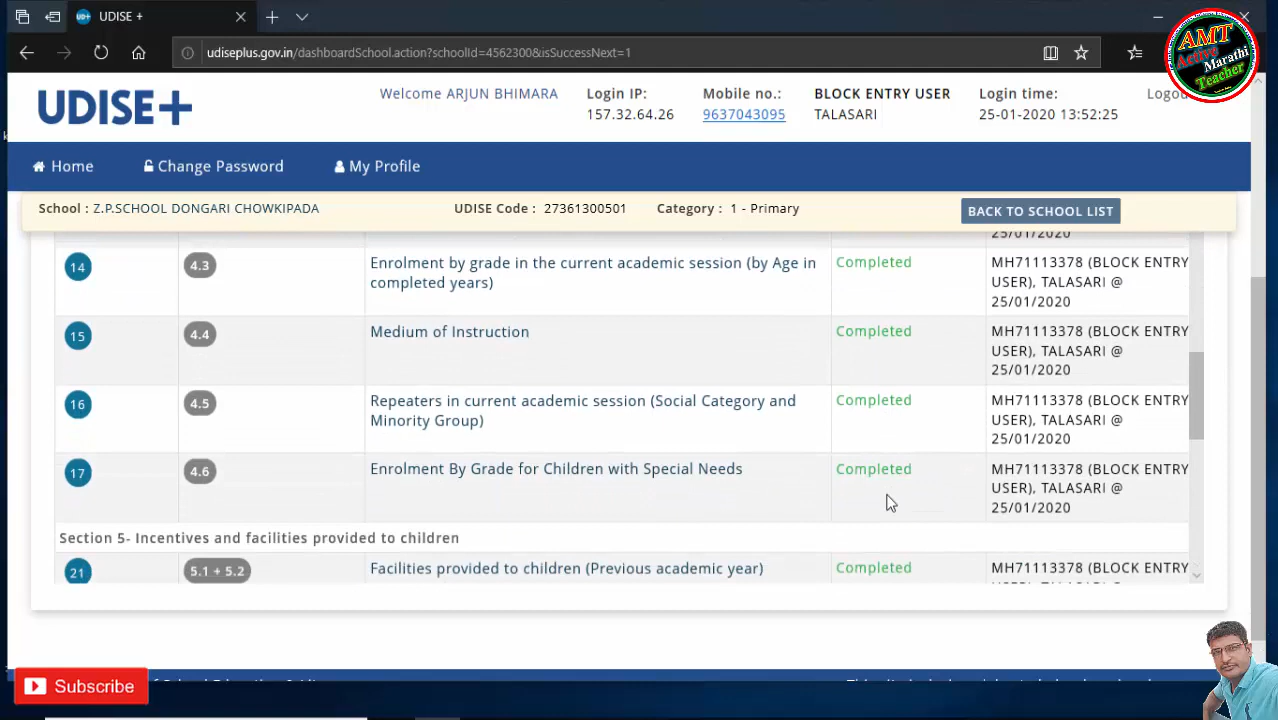 UDISE +
udiseplus.gov.in/dashboardSchool.action?schoolId=4562300&isSuccessNext=1
AMT
Active
Marathi
Teacher
UDISE+
Welcome ARJUN BHIMARA
Login IP:
157.32.64.26
Mobile no.:
9637043095
BLOCK ENTRY USER
TALASARI
Login time:
25-01-2020 13:52:25
Logou
Home
Change Password
My Profile
School : Z.P.SCHOOL DONGARI CHOWKIPADA
UDISE Code : 27361300501
Category : 1 - Primary
BACK TO SCHOOL LIST
25/01/2020
14
4.3
Enrolment by grade in the current academic session (by Age in
completed years)
Completed
MH71113378 (BLOCK ENTRY
USER), TALASARI @
25/01/2020
15
4.4
Medium of Instruction
Completed
MH71113378 (BLOCK ENTRY
USER), TALASARI @
25/01/2020
16
4.5
Repeaters in current academic session (Social Category and
Minority Group)
Completed
MH71113378 (BLOCK ENTRY
USER), TALASARI @
25/01/2020
17
4.6
Enrolment By Grade for Children with Special Needs
Completed
MH71113378 (BLOCK ENTRY
USER), TALASARI @
25/01/2020
Section 5- Incentives and facilities provided to children
21
5.1 + 5.2
Facilities provided to children (Previous academic year)
Completed
MH71113378 (BLOCK ENTRY
Subscribe